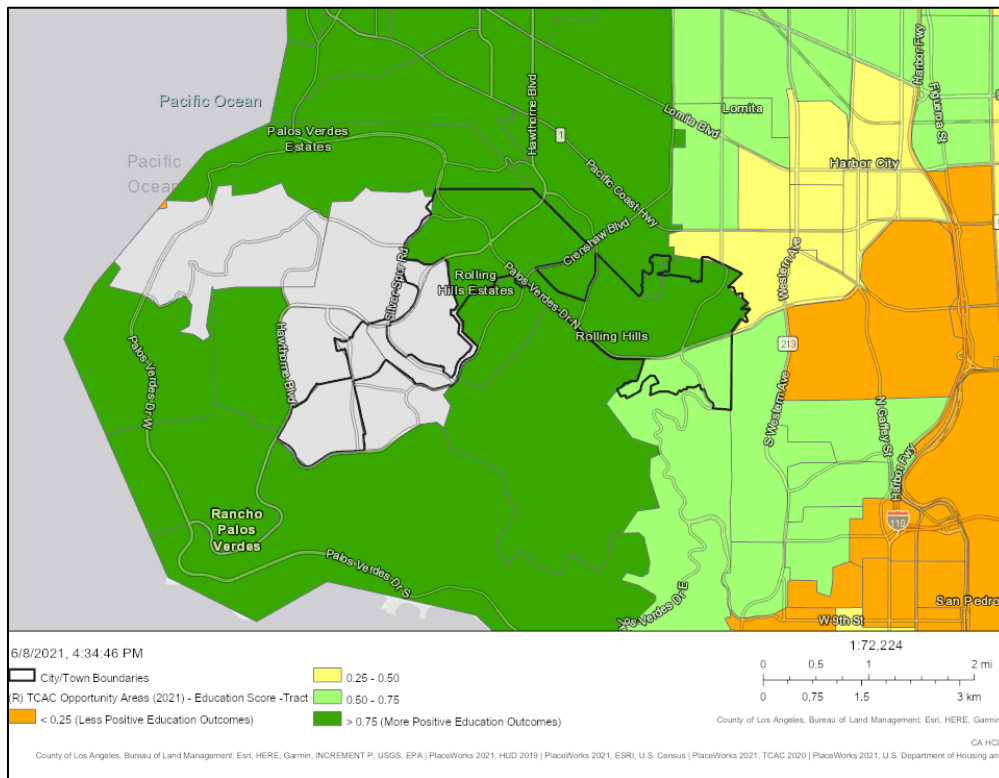 Pacific Ocean
Palos Verdes
Estates
Pacific
Ocean
Hawthorne Blvd
1
Lomita Blvd
Lomita
Harbor Fwy
Figueroa St
Harbor City
Pacific Coast Hwy
Crenshaw Blvd
Silver Spur Rd
Rolling
Hills Estates
Palos Verdes Dr N
Rolling Hills
Western Ave
213
Hawthorne Blvd
Palos Verdes Dr W
S Western Ave
N Gaffey St
Harbor Fwy
110
Rancho
Palos
Verdes
Palos Verdes Dr S
Palos Verdes Dr E
W 9th St
San Pedro
6/8/2021, 4:34:46 PM
City/Town Boundaries
(R) TCAC Opportunity Areas (2021) - Education Score -Tract
< 0.25 (Less Positive Education Outcomes)
0.25 - 0.50
0.50 - 0.75
> 0.75 (More Positive Education Outcomes)
1:72,224
0 0.5 1 2 mi
0 0.75 1.5 3 km
County of Los Angeles, Bureau of Land Management, Esri, HERE, Garmin
CA HCD
County of Los Angeles, Bureau of Land Management, Esri, HERE, Garmin, INCREMENT P, USGS, EPA | PlaceWorks 2021, HUD 2019 | PlaceWorks 2021, ESRI, U.S. Census | PlaceWorks 2021, TCAC 2020 | PlaceWorks 2021, U.S. Department of Housing and